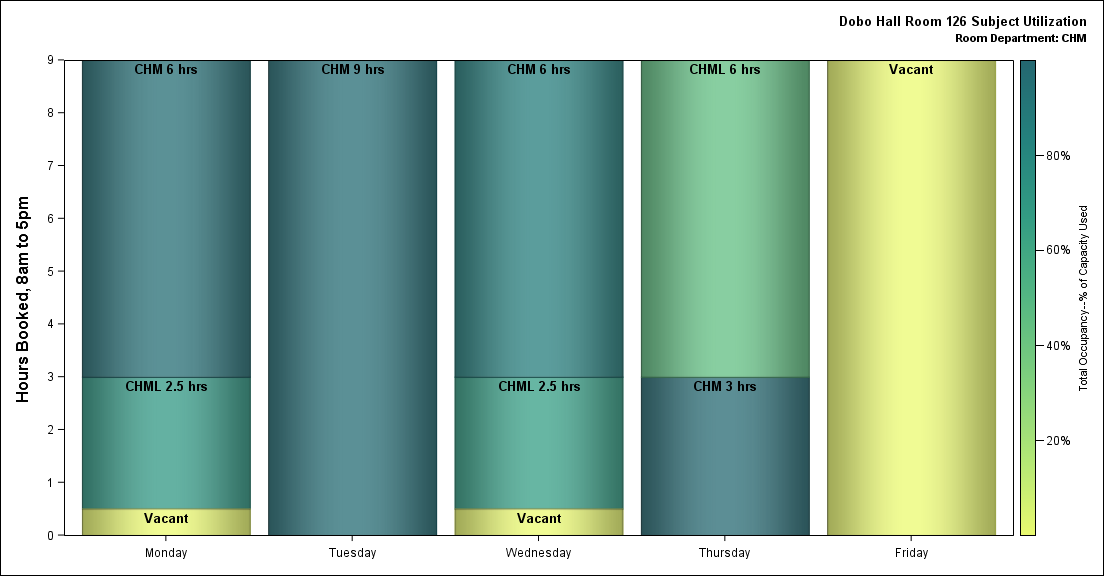 Dobo Hall Room 126 Subject Utilization
Room Department: CHM
Hours Booked, 8am to 5pm
9
8
7
6
5
4
3
2
1
0
CHM 6 hrs
CHML 2.5 hrs
Vacant
CHM 9 hrs
CHM 6 hrs
CHML 2.5 hrs
Vacant
CHML 6 hrs
CHM 3 hrs
Vacant
Monday
Tuesday
Wednesday
Thursday
Friday
80%
60%
40%
20%
Total Occupancy--% of Capacity Used